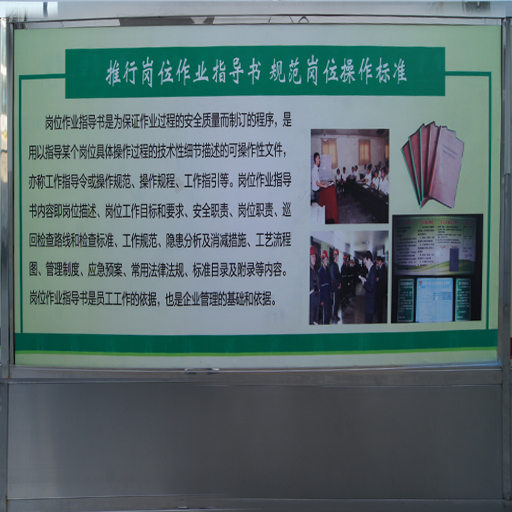 推行岗位作业指导书 规范岗位操作标准
岗位作业指导书是为保证作业过程的安全质量而制订的程序，是
用以指导某个岗位具体操作过程的技术性细节描述的可操作性文件，
亦称工作指导令或操作规范、操作规程、工作指引等。岗位作业指导
书内容即岗位描述、岗位工作目标和要求、安全职责、岗位职责、巡
回检查路线和检查标准、工作规范、隐患分析及消减措施、工艺流程
图、管理制度、应急预案、常用法律法规、标准目录及附录等内容。
岗位作业指导书是员工工作的依据，也是企业管理的基础和依据。